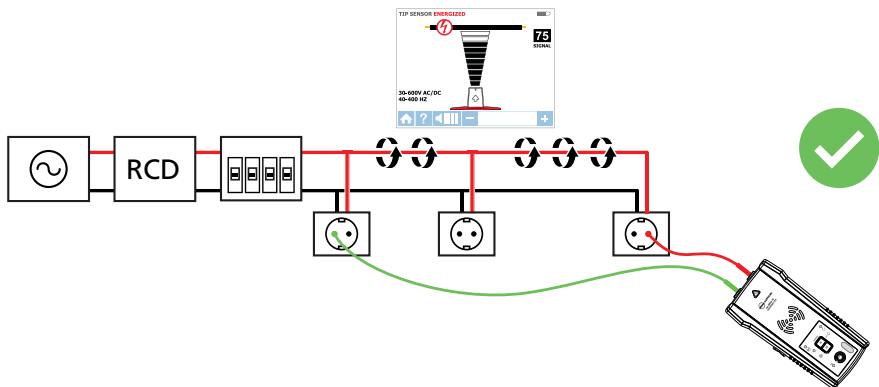 TIP SENSOR ENERGIZED
75
SIGNAL
30-600V AC/DC
40-400 HZ
?
RCD